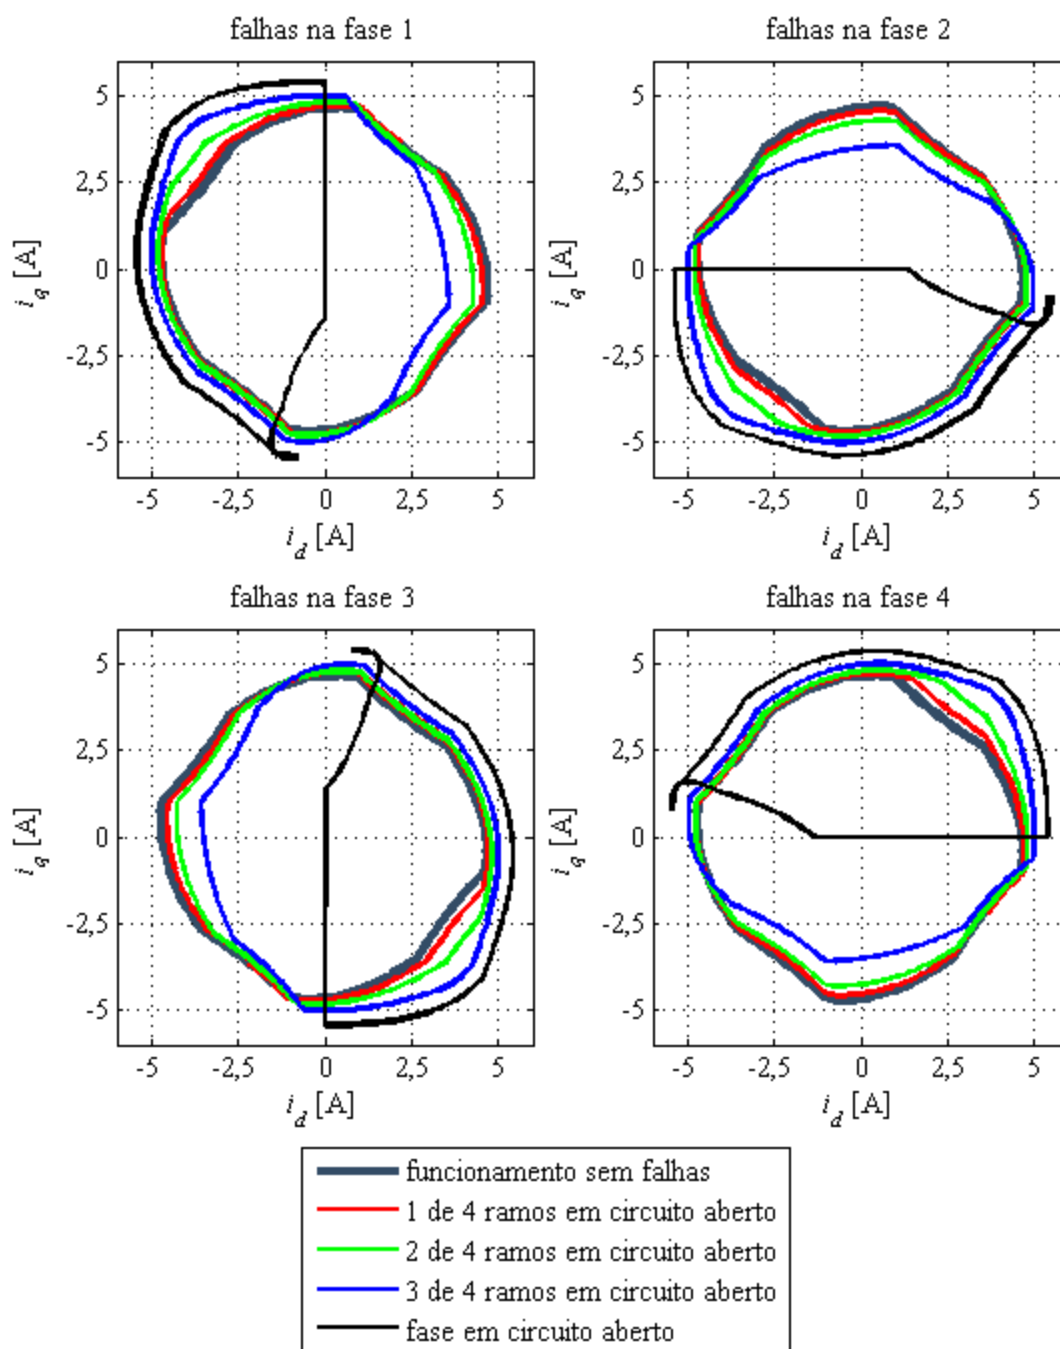 falhas na fase 1
falhas na fase 2
5
2,5
0
-2,5
-5
i_q [A]
-5 -2,5 0 2,5 5
i_d [A]
5
2,5
0
-2,5
-5
i_q [A]
-5 -2,5 0 2,5 5
i_d [A]
falhas na fase 3
falhas na fase 4
5
2,5
0
-2,5
-5
i_q [A]
-5 -2,5 0 2,5 5
i_d [A]
5
2,5
0
-2,5
-5
i_q [A]
-5 -2,5 0 2,5 5
i_d [A]
funcionamento sem falhas
1 de 4 ramos em circuito aberto
2 de 4 ramos em circuito aberto
3 de 4 ramos em circuito aberto
fase em circuito aberto